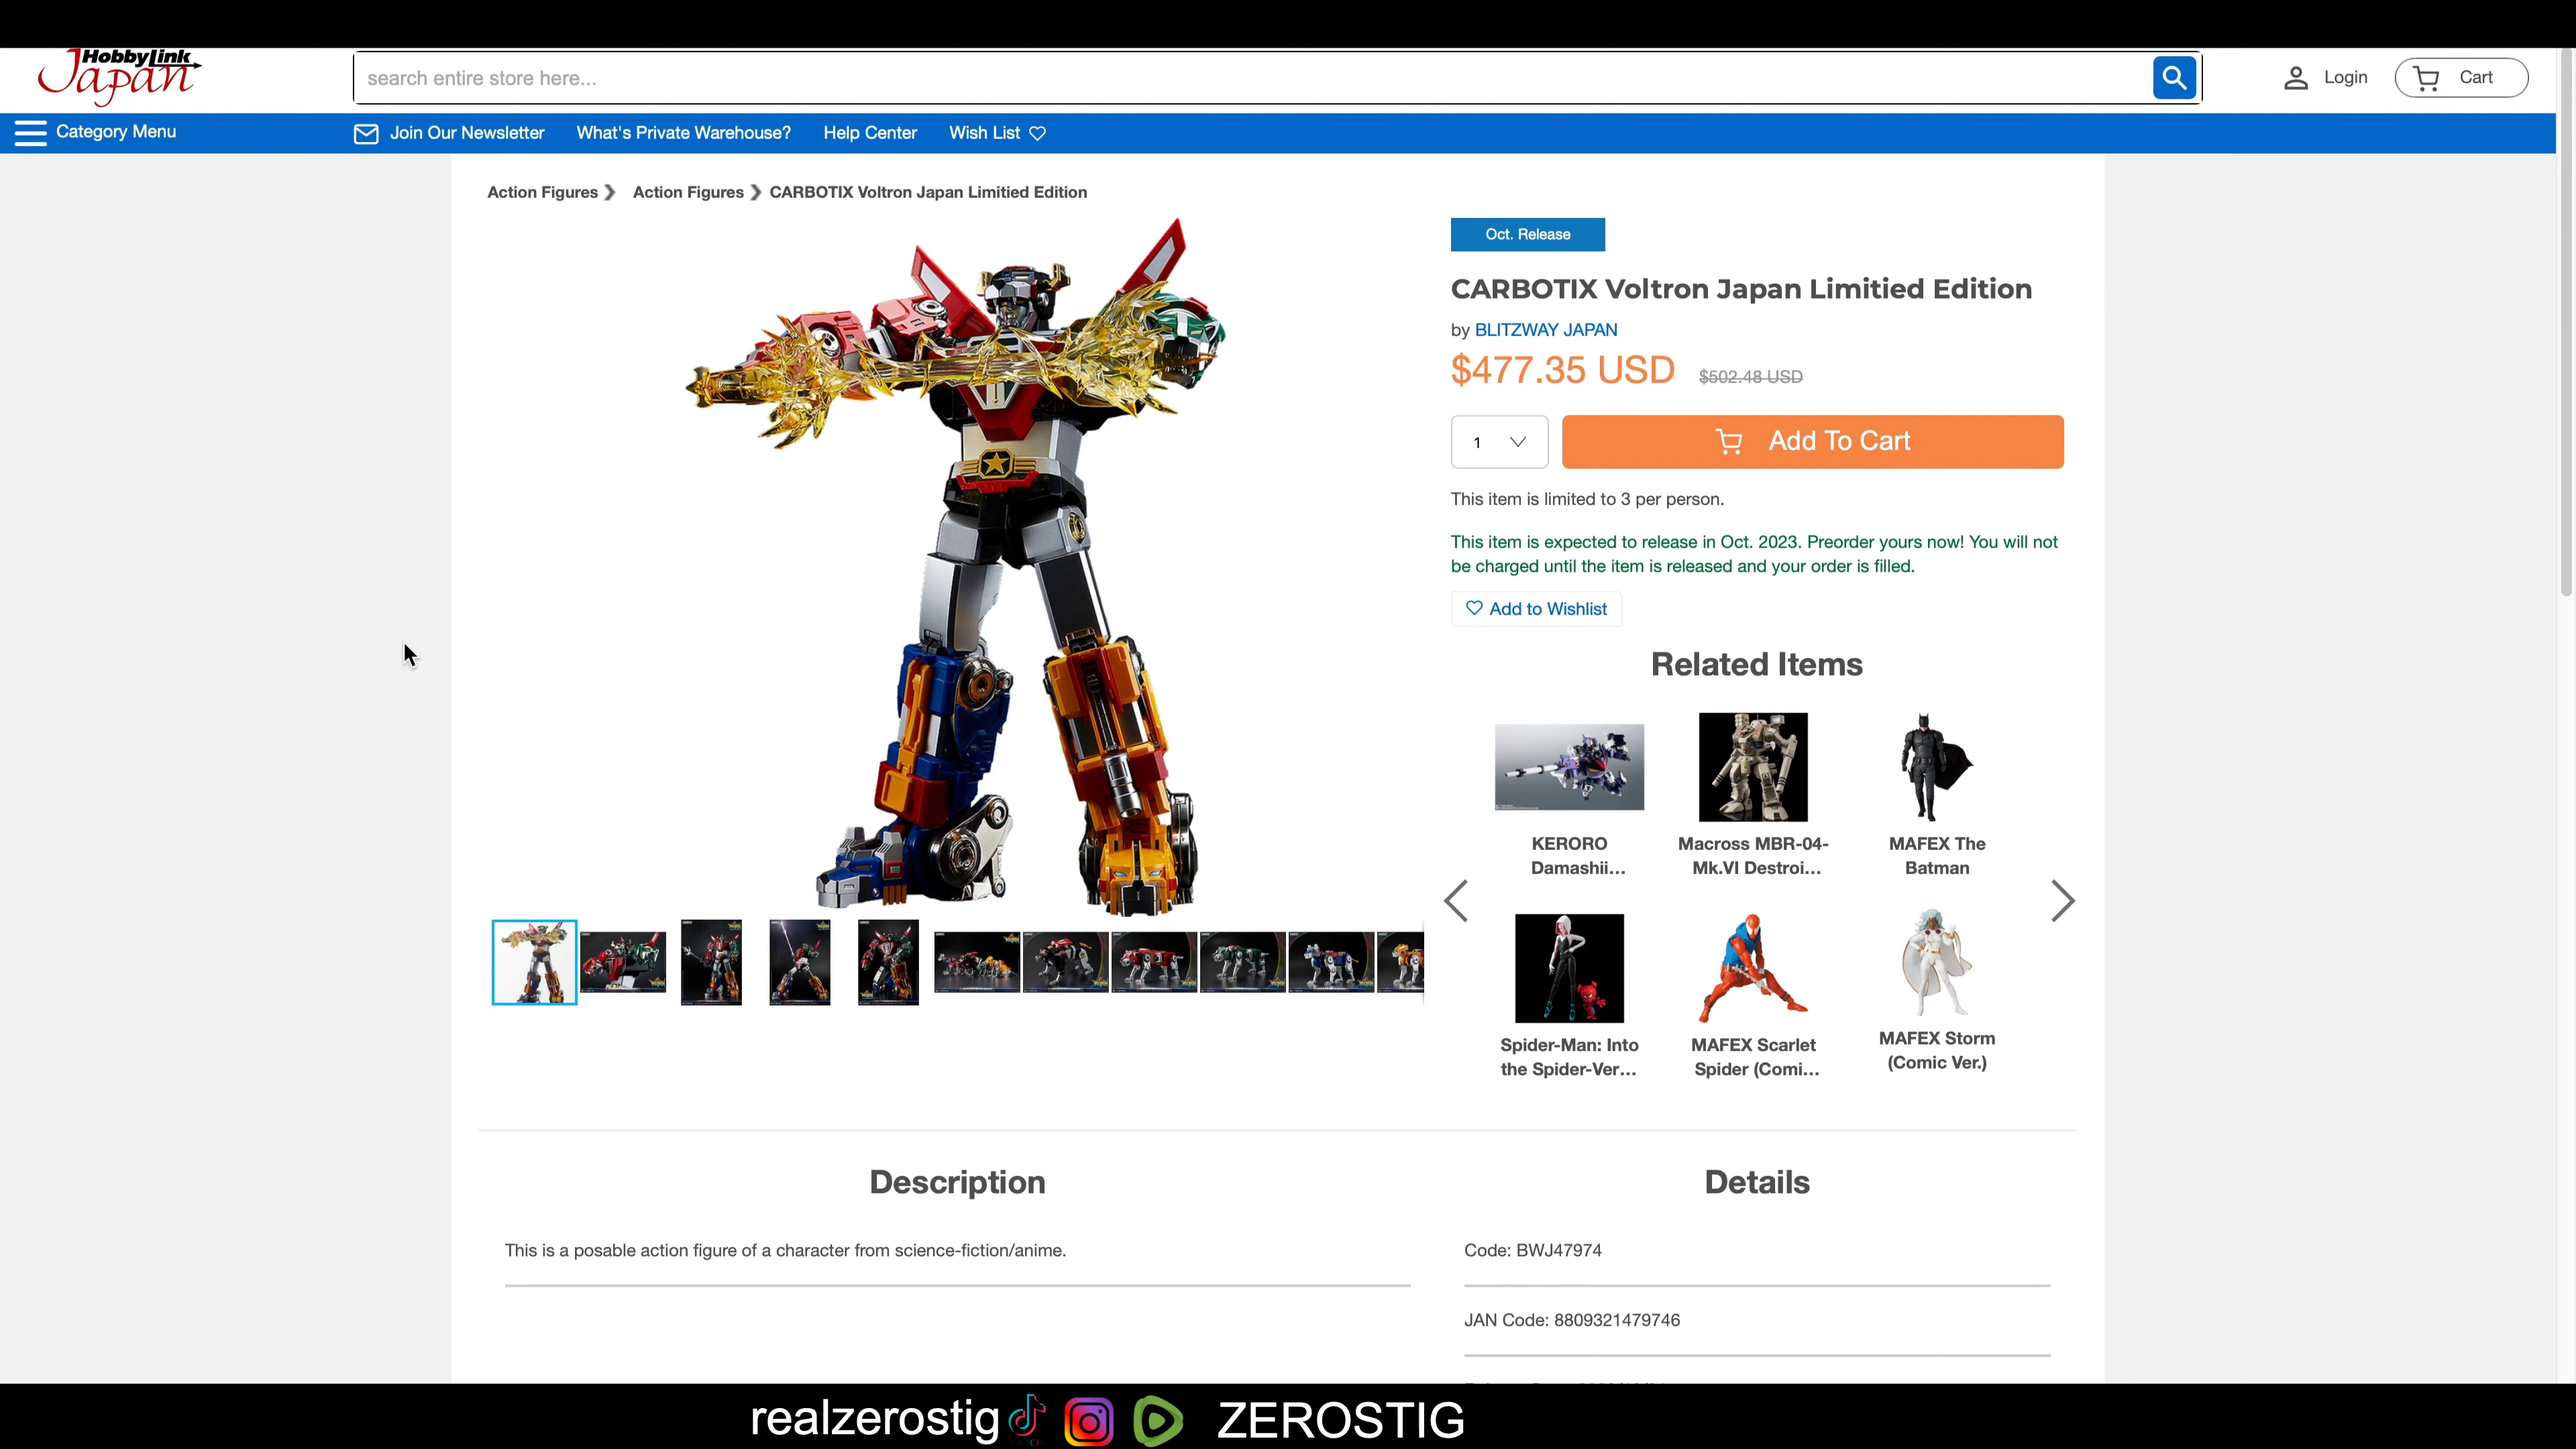 HobbyLink
Japan
search entire store here...
Login
Cart
Category Menu
Join Our Newsletter
What's Private Warehouse?
Help Center
Wish List
Action Figures
Action Figures
CARBOTIX Voltron Japan Limitied Edition
Oct. Release
CARBOTIX Voltron Japan Limitied Edition
by BLITZWAY JAPAN
$477.35 USD $502.48 USD
1
Add To Cart
This item is limited to 3 per person.
This item is expected to release in Oct. 2023. Preorder yours now! You will not
be charged until the item is released and your order is filled.
Add to Wishlist
Related Items
KERORO
Damashii...
Macross MBR-04-
Mk.VI Destroi...
MAFEX The
Batman
Spider-Man: Into
the Spider-Ver...
MAFEX Scarlet
Spider (Comi...
MAFEX Storm
(Comic Ver.)
Description
This is a posable action figure of a character from science-fiction/anime.
Details
Code: BWJ47974
JAN Code: 8809321479746
realzerostig
ZEROSTIG